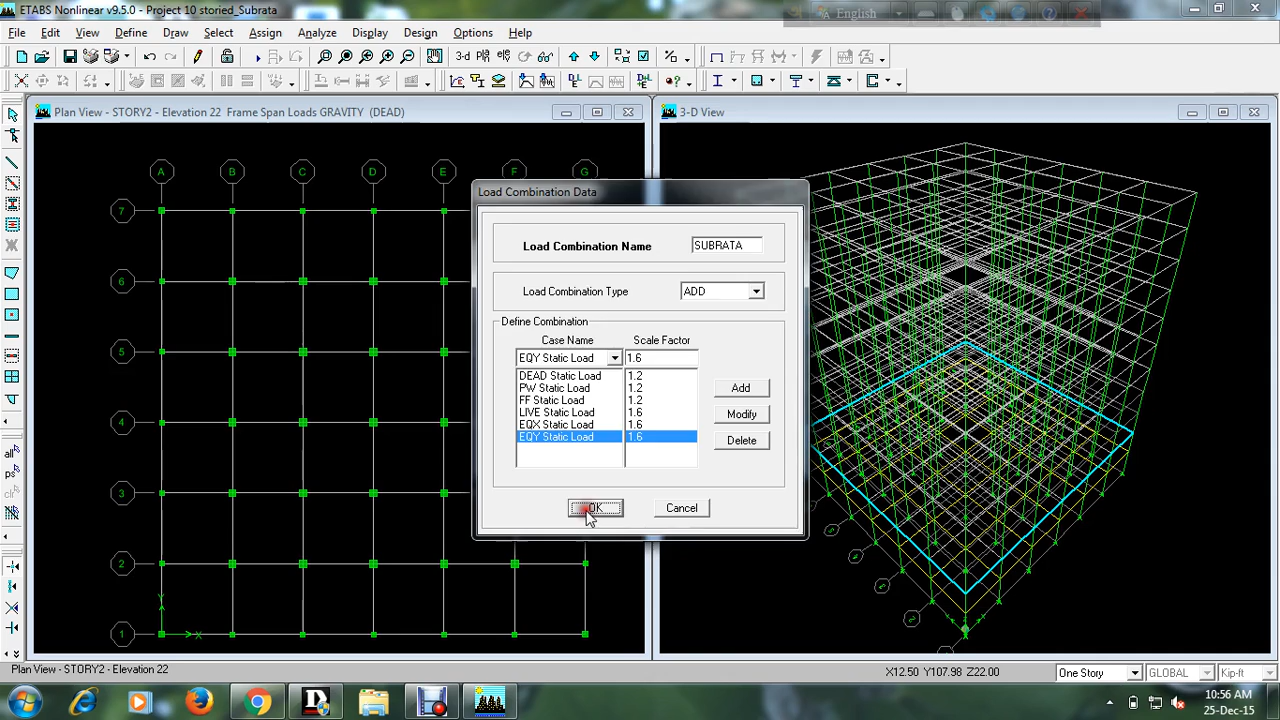 ETABS Nonlinear v9.5.0 - Project 10 storied_Subrata
English
File Edit View Define Draw Select Assign Analyze Display Design Options Help
3-d
Plan View - STORY2 - Elevation 22 Frame Span Loads GRAVITY (DEAD)
3-D View
A B C D E F G
7
6
5
4
3
2
1
Y
X
all
ps
clr
Load Combination Data
Load Combination Name SUBRATA
Load Combination Type ADD
Define Combination
Case Name Scale Factor
EQY Static Load 1.6
DEAD Static Load 1.2
PW Static Load 1.2
FF Static Load 1.2
LIVE Static Load 1.6
EQX Static Load 1.6
EQY Static Load 1.6
Add
Modify
Delete
OK Cancel
Plan View - STORY2 - Elevation 22
X12.50 Y107.98 Z22.00 One Story GLOBAL Kip-ft
10:56 AM
25-Dec-15